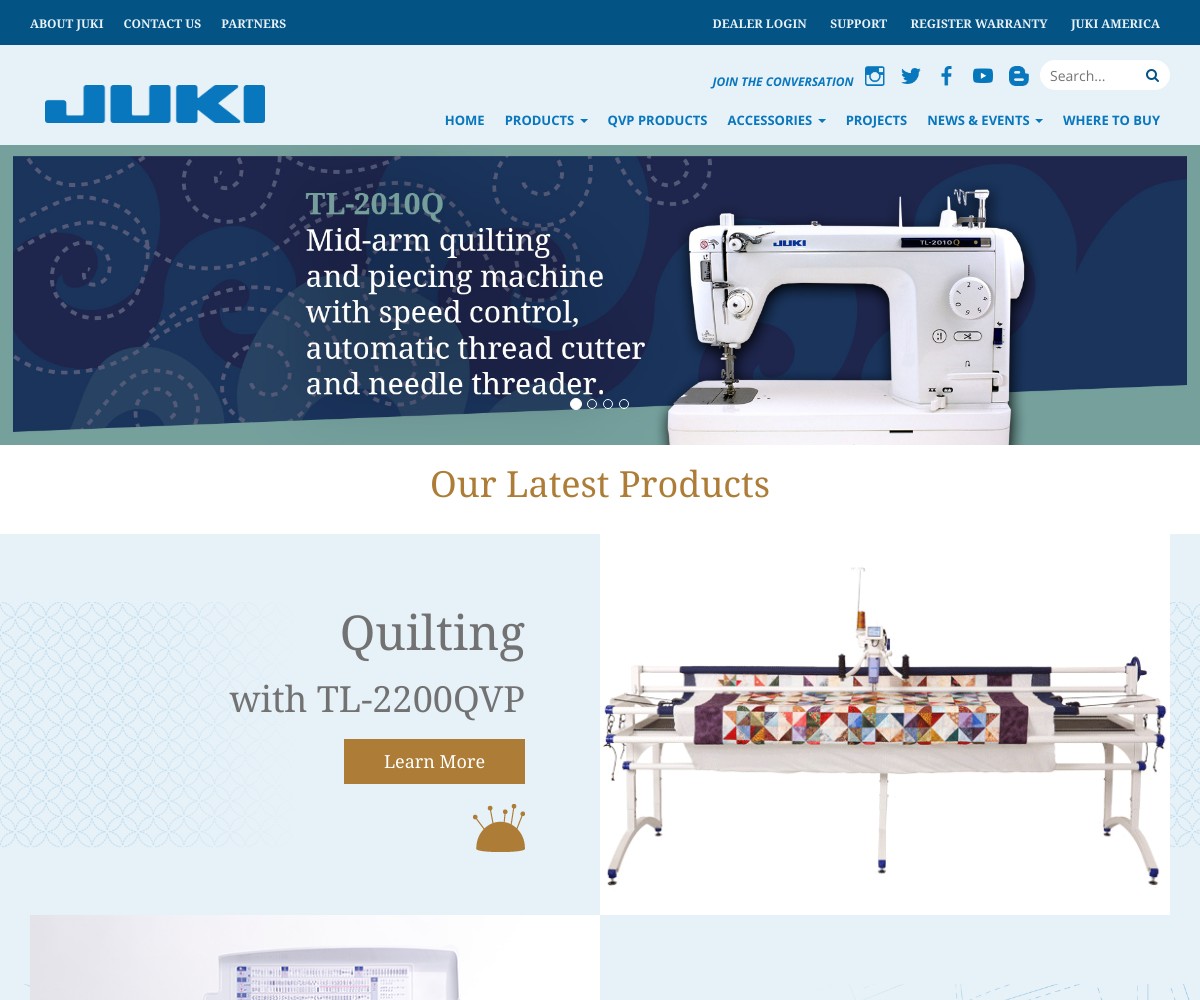 ABOUT JUKI CONTACT US PARTNERS DEALER LOGIN SUPPORT REGISTER WARRANTY JUKI AMERICA
JOIN THE CONVERSATION Search...
JUKI
HOME PRODUCTS QVP PRODUCTS ACCESSORIES PROJECTS NEWS & EVENTS WHERE TO BUY
TL-2010Q
Mid-arm quilting
and piecing machine
with speed control,
automatic thread cutter
and needle threader.
JUKI TL-2010Q
Our Latest Products
Quilting
with TL-2200QVP
Learn More